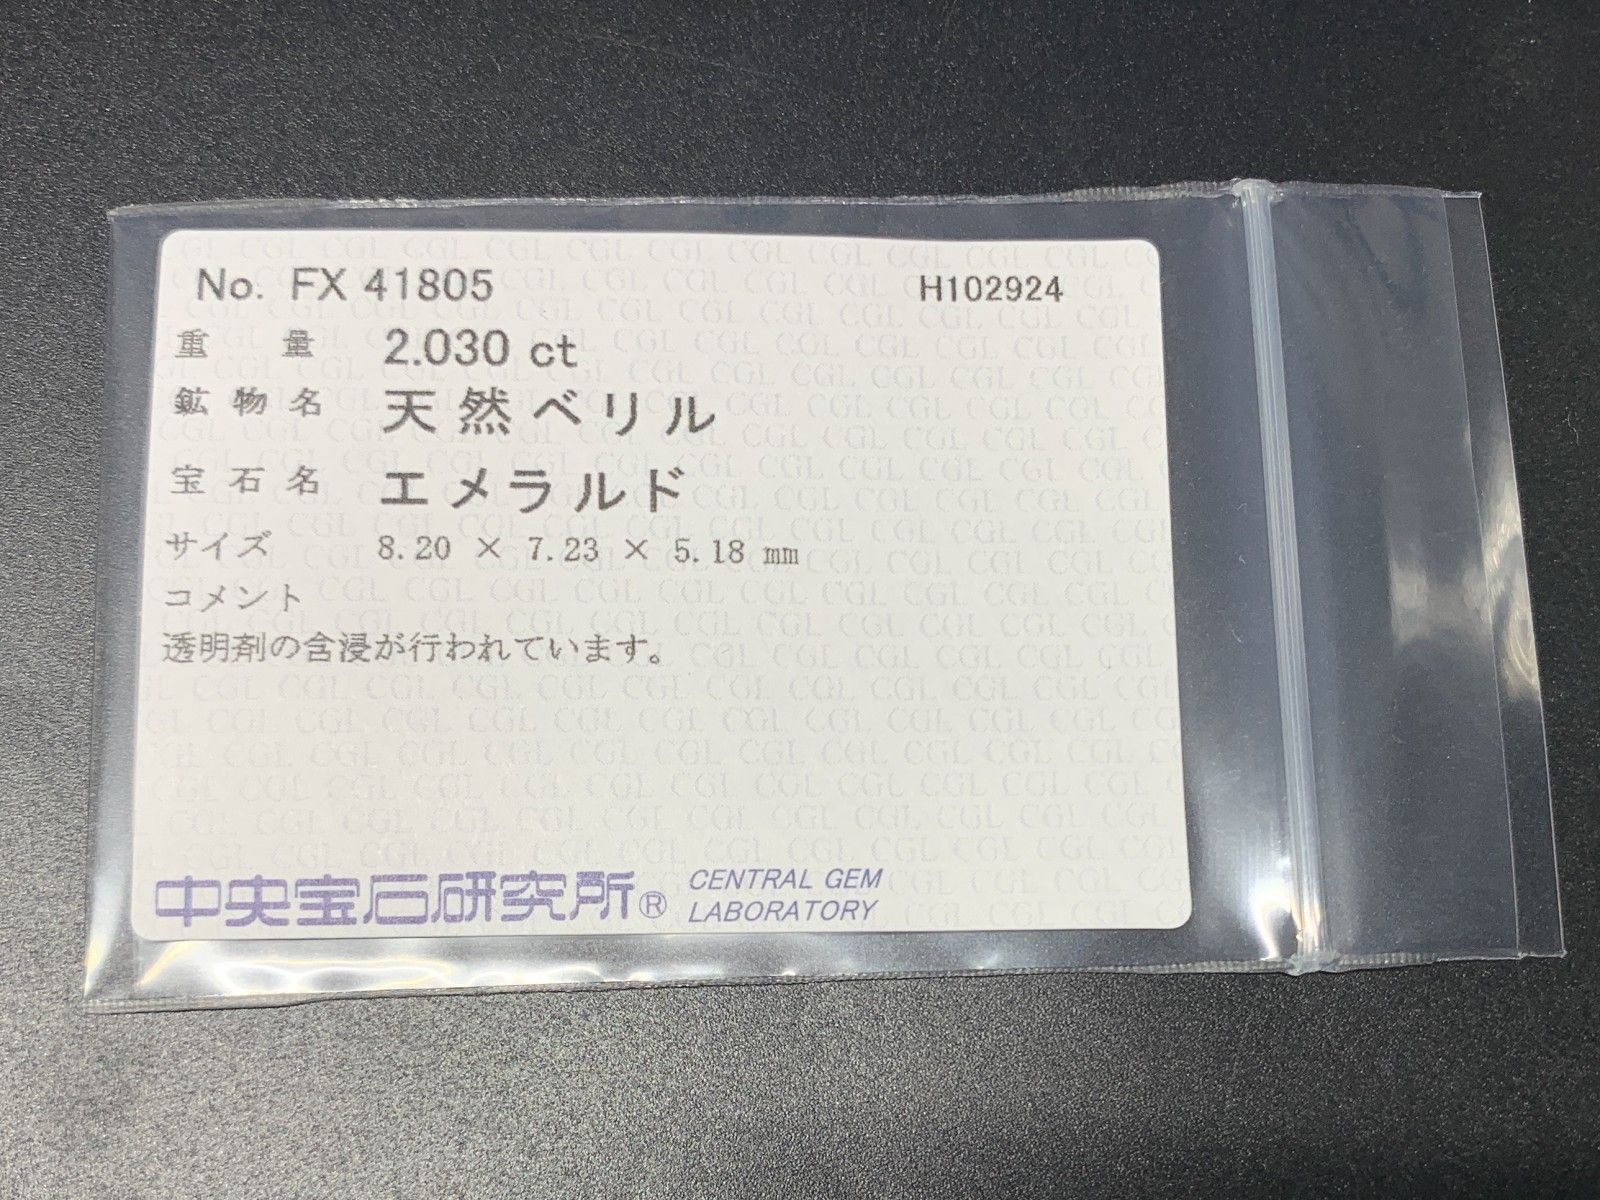 No. FX 41805 H102924
重量 2.030 ct
鉱物名 天然ベリル
宝石名 エメラルド
サイズ 8.20 × 7.23 × 5.18 mm
コメント
透明剤の含浸が行われています。
中央宝石研究所® CENTRAL GEM
LABORATORY